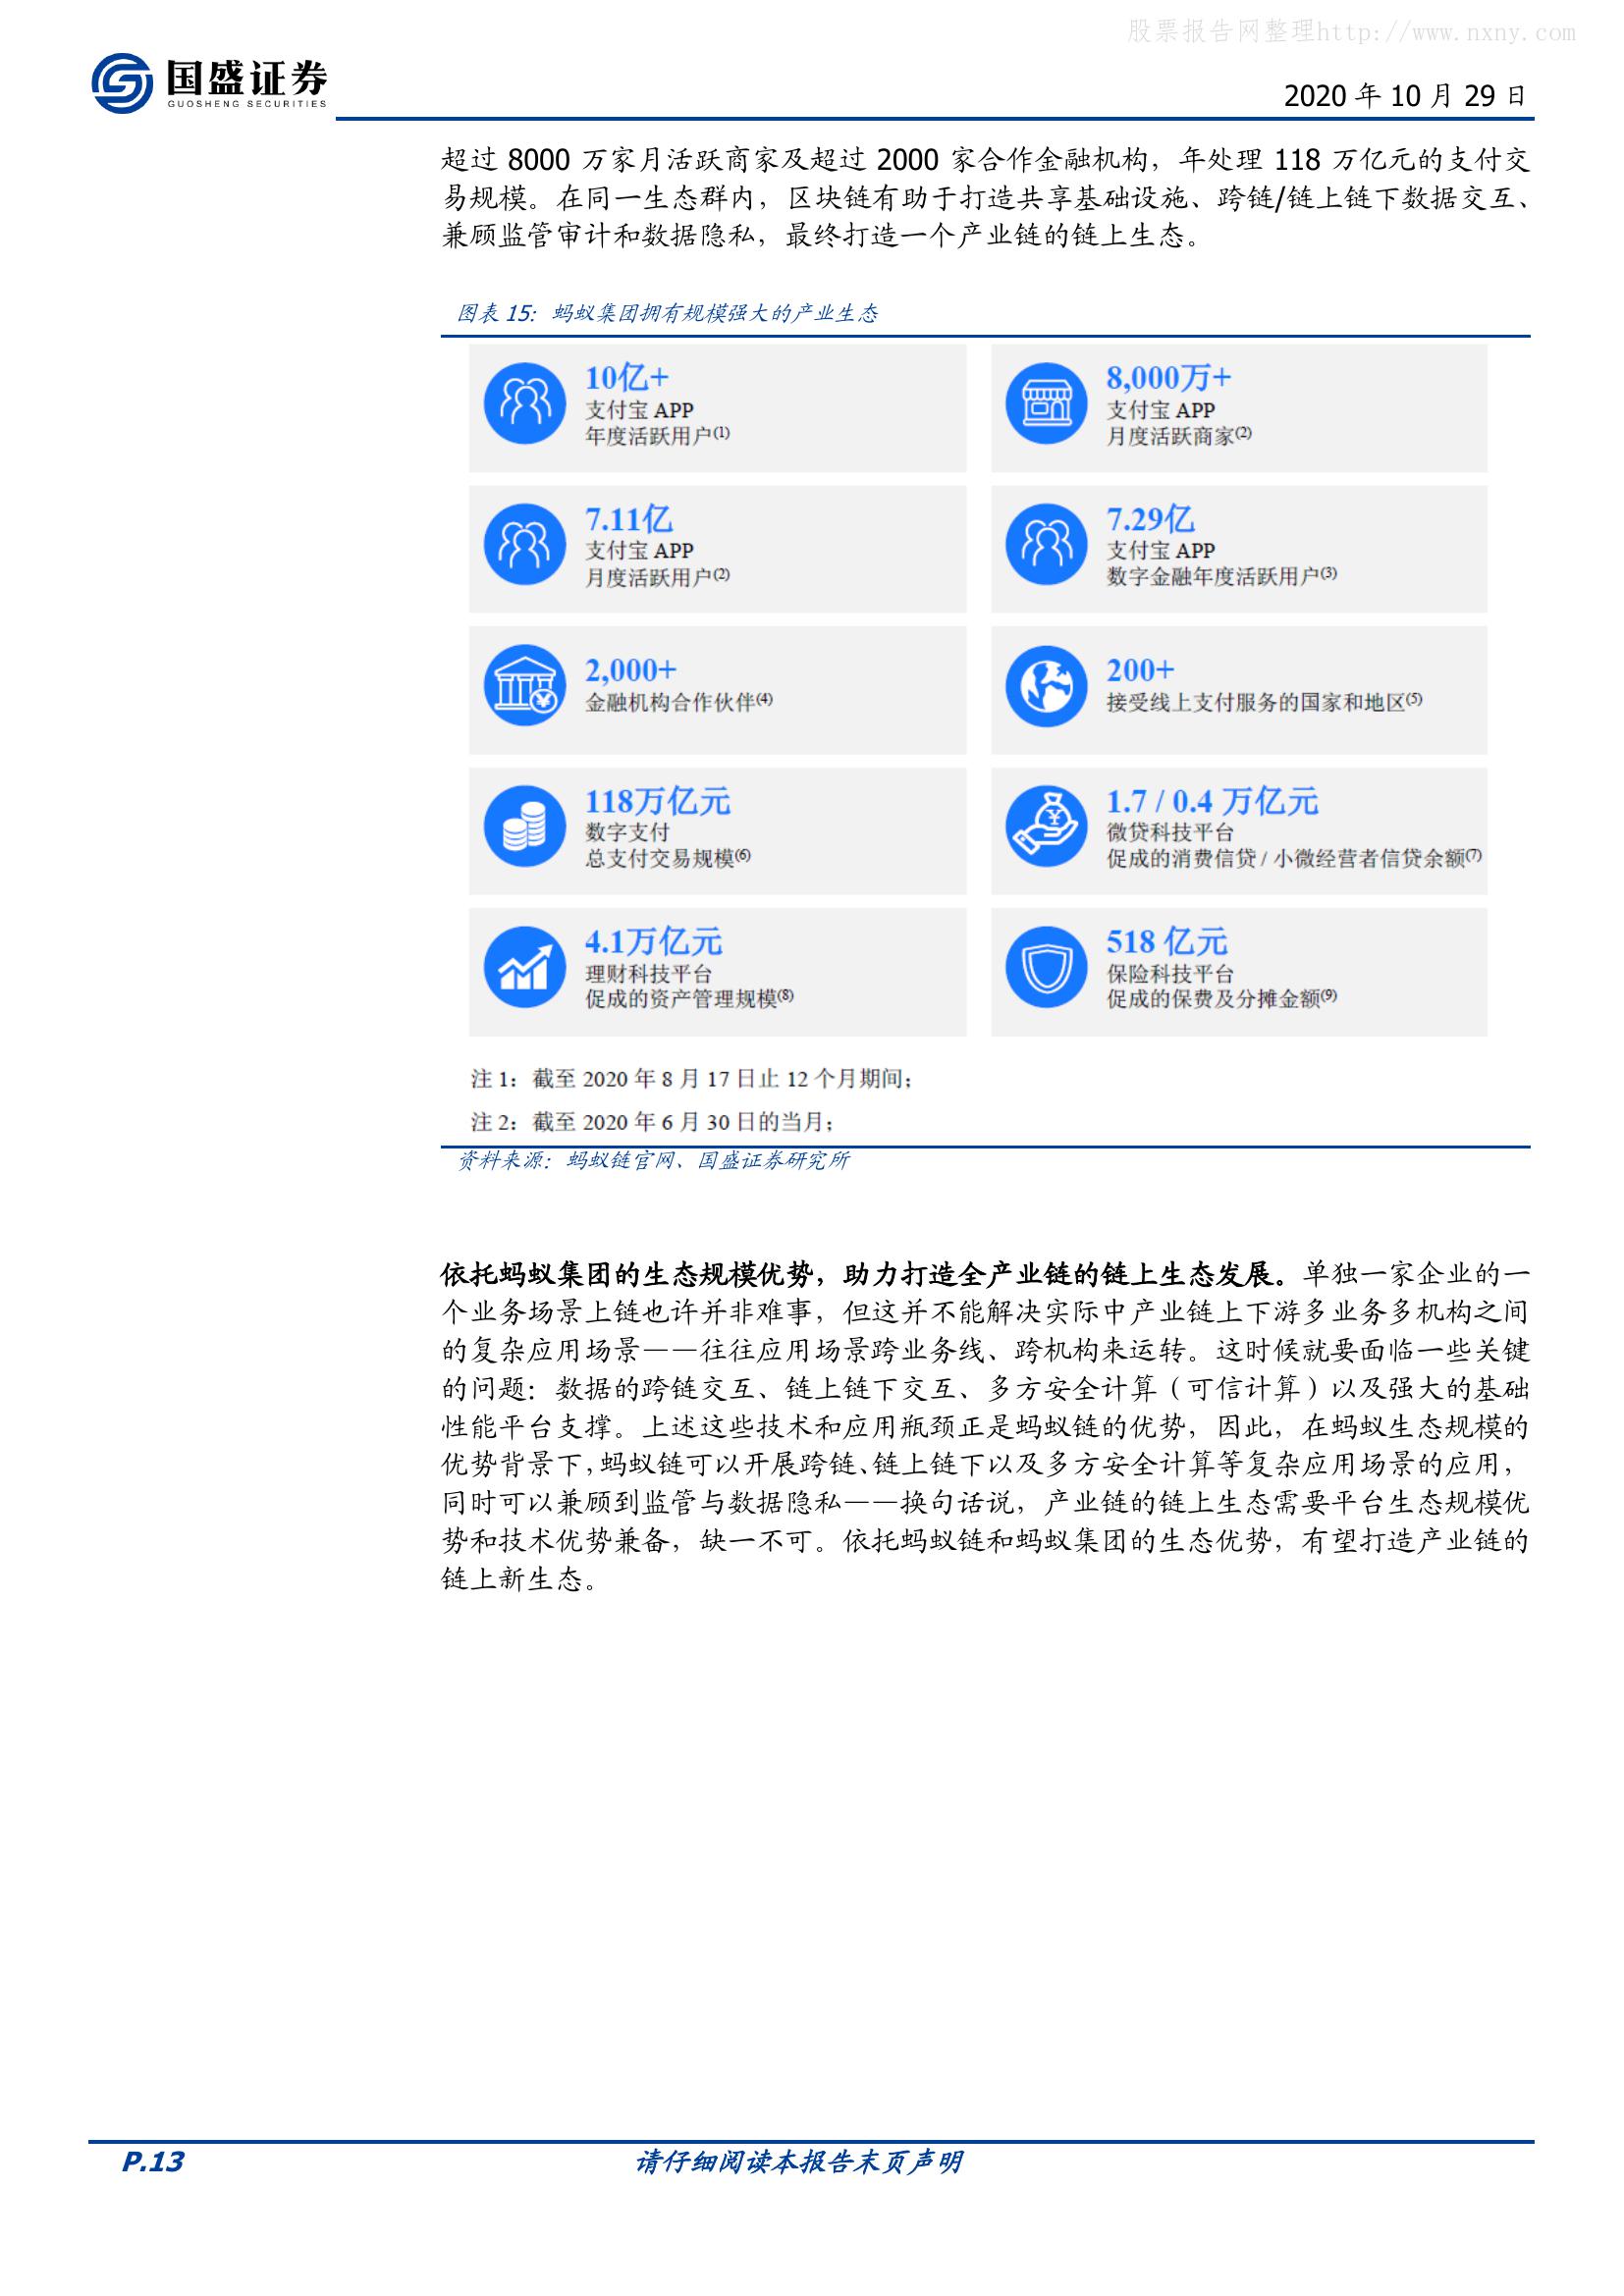 股票报告网整理http://www.nxny.com
国盛证券
GUOSHENG SECURITIES
2020 年 10 月 29 日
超过 8000 万家月活跃商家及超过 2000 家合作金融机构，年处理 118 万亿元的支付交
易规模。在同一生态群内，区块链有助于打造共享基础设施、跨链/链上链下数据交互、
兼顾监管审计和数据隐私，最终打造一个产业链的链上生态。
图表 15：蚂蚁集团拥有规模强大的产业生态
10亿+
支付宝 APP
年度活跃用户(1)
8,000万+
支付宝 APP
月度活跃商家(2)
7.11亿
支付宝 APP
月度活跃用户(2)
7.29亿
支付宝 APP
数字金融年度活跃用户(3)
2,000+
金融机构合作伙伴(4)
200+
接受线上支付服务的国家和地区(5)
118万亿元
数字支付
总支付交易规模(6)
1.7 / 0.4 万亿元
微贷科技平台
促成的消费信贷 / 小微经营者信贷余额(7)
4.1万亿元
理财科技平台
促成的资产管理规模(8)
518 亿元
保险科技平台
促成的保费及分摊金额(9)
注 1：截至 2020 年 8 月 17 日止 12 个月期间；
注 2：截至 2020 年 6 月 30 日的当月；
资料来源：蚂蚁链官网、国盛证券研究所
依托蚂蚁集团的生态规模优势，助力打造全产业链的链上生态发展。单独一家企业的一
个业务场景上链也许并非难事，但这并不能解决实际中产业链上下游多业务多机构之间
的复杂应用场景——往往应用场景跨业务线、跨机构来运转。这时候就要面临一些关键
的问题：数据的跨链交互、链上链下交互、多方安全计算（可信计算）以及强大的基础
性能平台支撑。上述这些技术和应用瓶颈正是蚂蚁链的优势，因此，在蚂蚁生态规模的
优势背景下，蚂蚁链可以开展跨链、链上链下以及多方安全计算等复杂应用场景的应用，
同时可以兼顾到监管与数据隐私——换句话说，产业链的链上生态需要平台生态规模优
势和技术优势兼备，缺一不可。依托蚂蚁链和蚂蚁集团的生态优势，有望打造产业链的
链上新生态。
P.13
请仔细阅读本报告末页声明